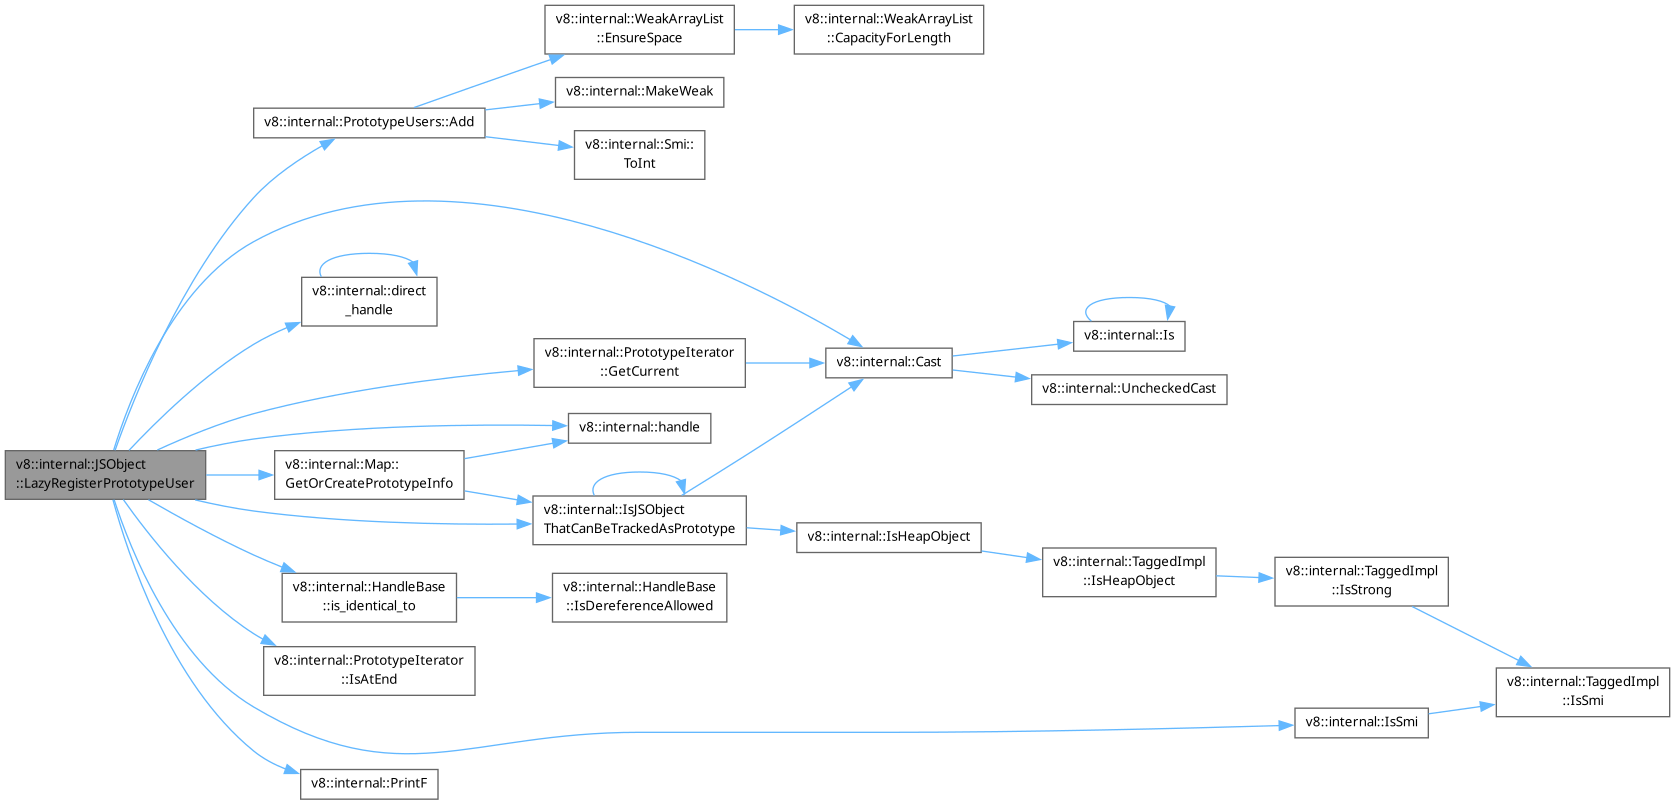 v8::internal::WeakArrayList
::EnsureSpace
v8::internal::WeakArrayList
::CapacityForLength
v8::internal::MakeWeak
v8::internal::PrototypeUsers::Add
v8::internal::Smi::
ToInt
v8::internal::direct
_handle
v8::internal::Is
v8::internal::PrototypeIterator
::GetCurrent
v8::internal::Cast
v8::internal::UncheckedCast
v8::internal::handle
v8::internal::JSObject
::LazyRegisterPrototypeUser
v8::internal::Map::
GetOrCreatePrototypeInfo
v8::internal::IsJSObject
ThatCanBeTrackedAsPrototype
v8::internal::IsHeapObject
v8::internal::TaggedImpl
::IsHeapObject
v8::internal::TaggedImpl
::IsStrong
v8::internal::HandleBase
::is_identical_to
v8::internal::HandleBase
::IsDereferenceAllowed
v8::internal::PrototypeIterator
::IsAtEnd
v8::internal::TaggedImpl
::IsSmi
v8::internal::IsSmi
v8::internal::PrintF